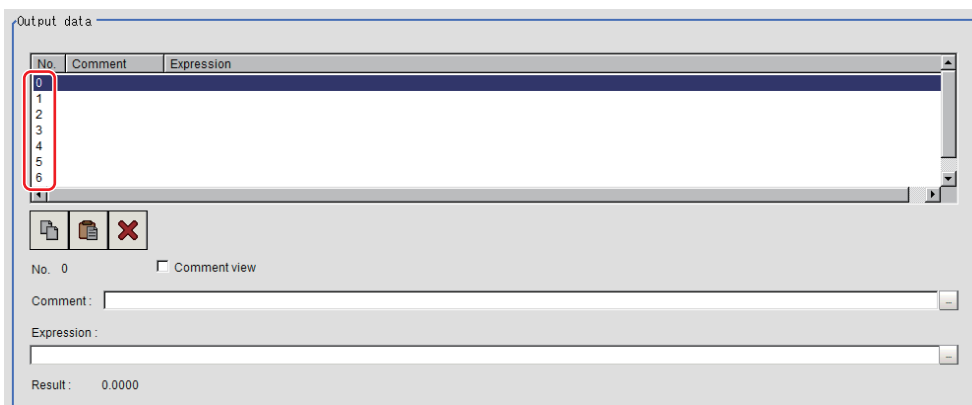 Output data
No. Comment Expression
0
1
2
3
4
5
6
No. 0 Comment view
Comment :
Expression :
Result : 0.0000